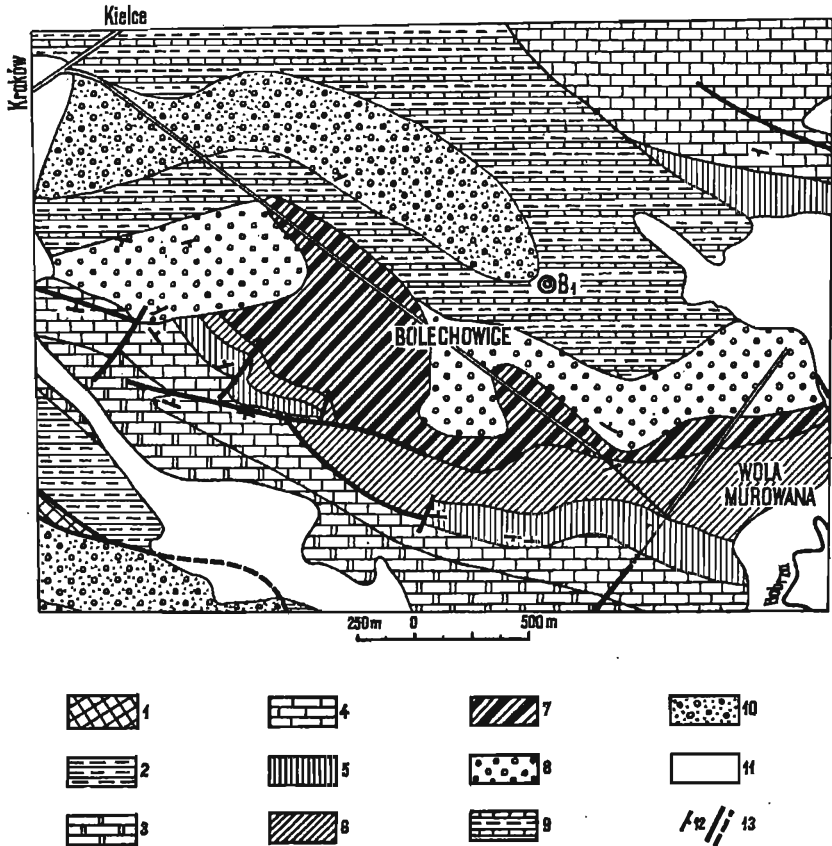 Kielce
Kraków
B1
BOLECHOWICE
WOLA
MUROWANA
Bobrza
250m 0 500m
1 4 7 10
2 5 8 11
3 6 9 12 13